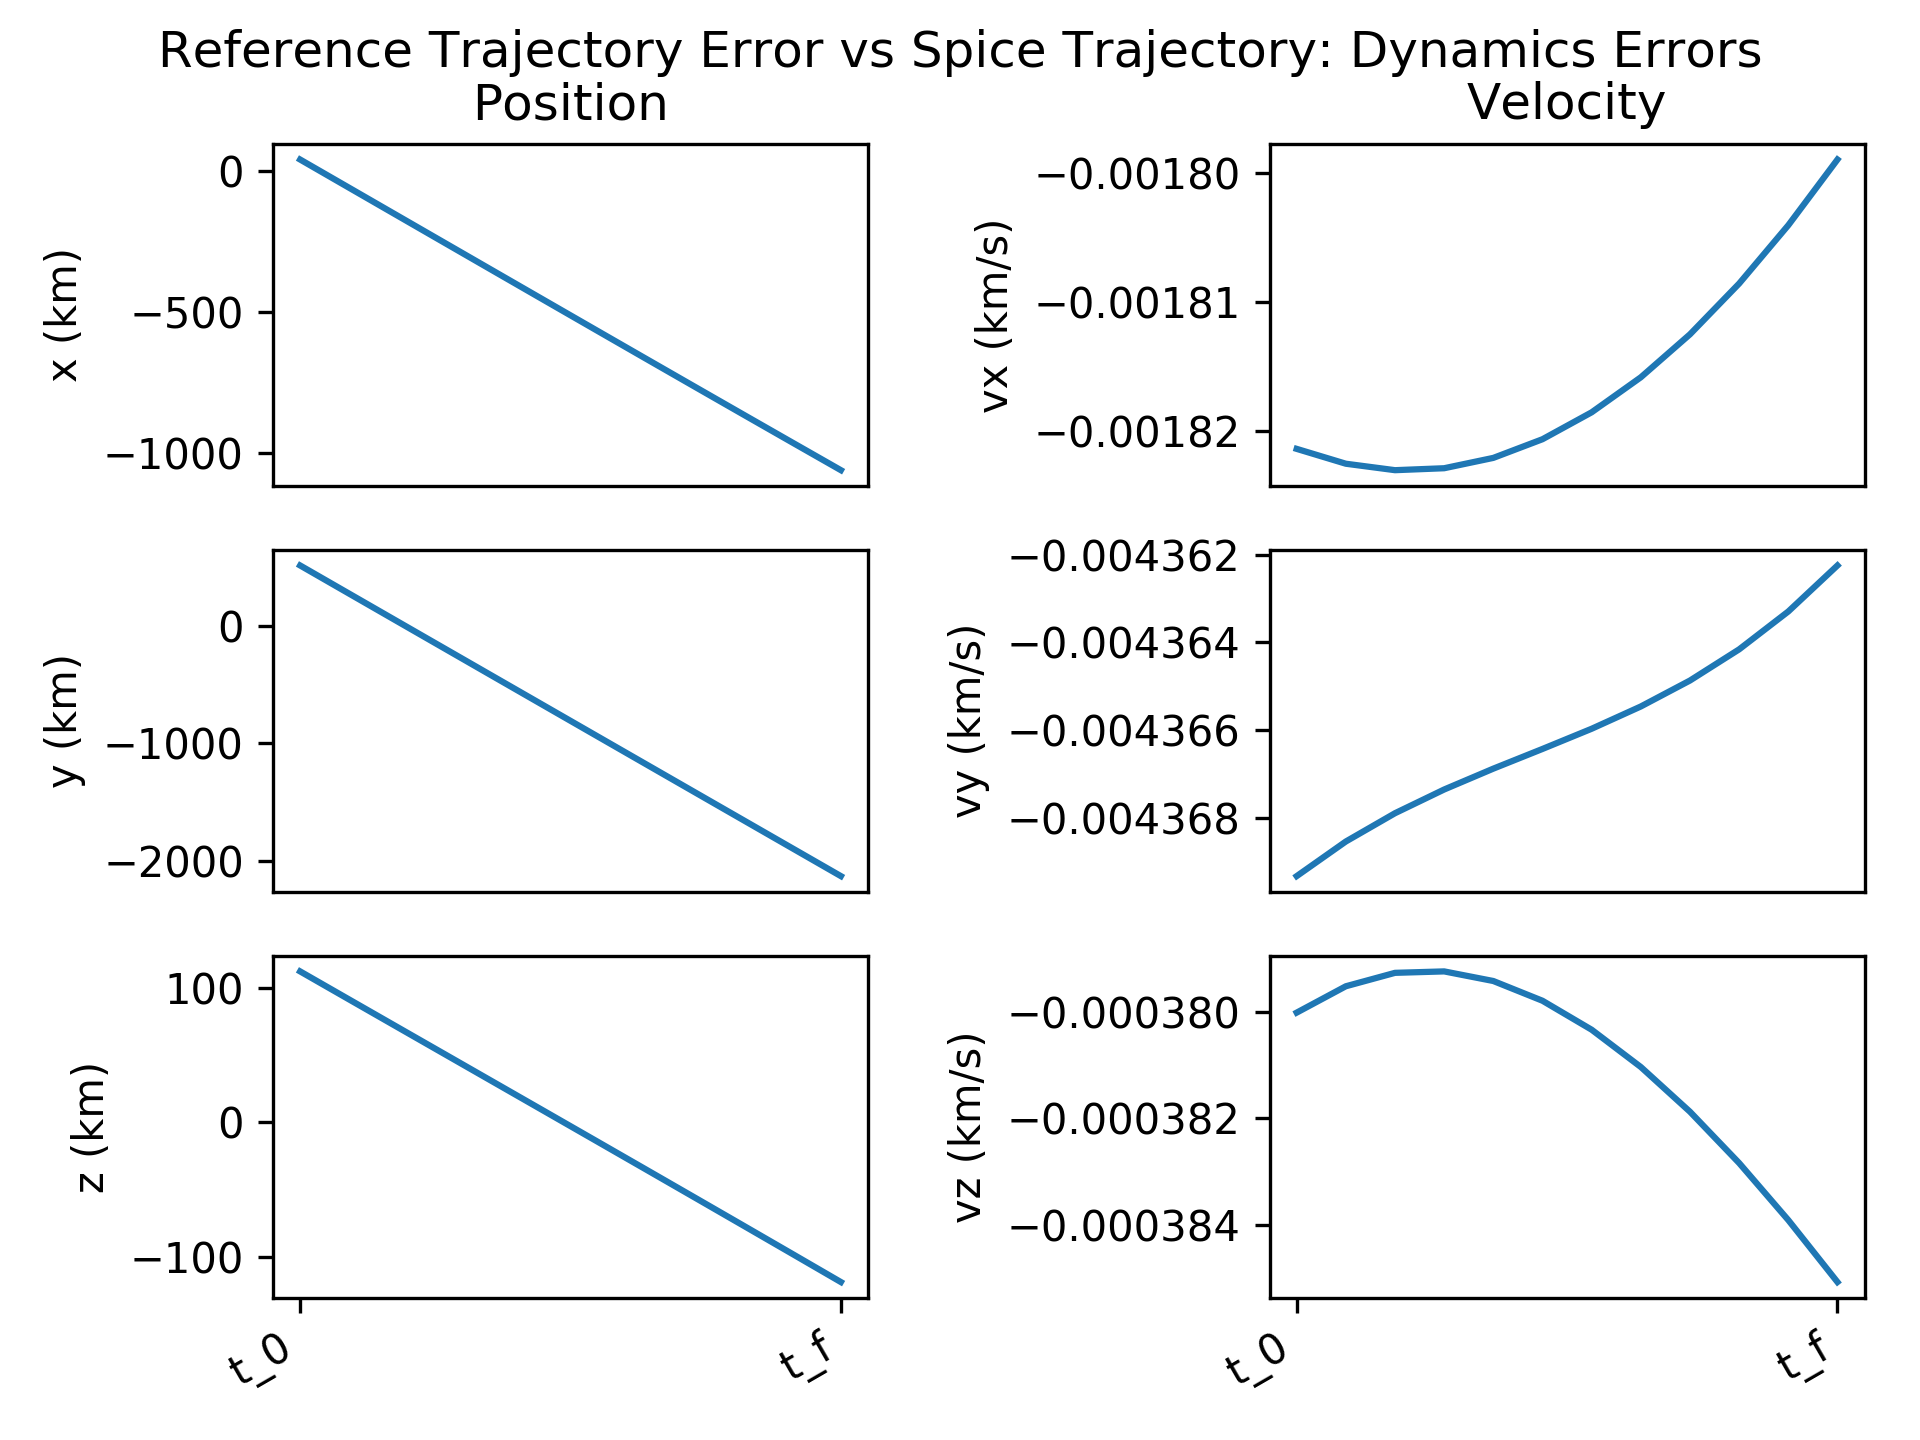 Reference Trajectory Error vs Spice Trajectory: Dynamics Errors
Position
Velocity
x (km)
0
−500
−1000
vx (km/s)
−0.00180
−0.00181
−0.00182
y (km)
0
−1000
−2000
vy (km/s)
−0.004362
−0.004364
−0.004366
−0.004368
z (km)
100
0
−100
vz (km/s)
−0.000380
−0.000382
−0.000384
t_0
t_f
t_0
t_f